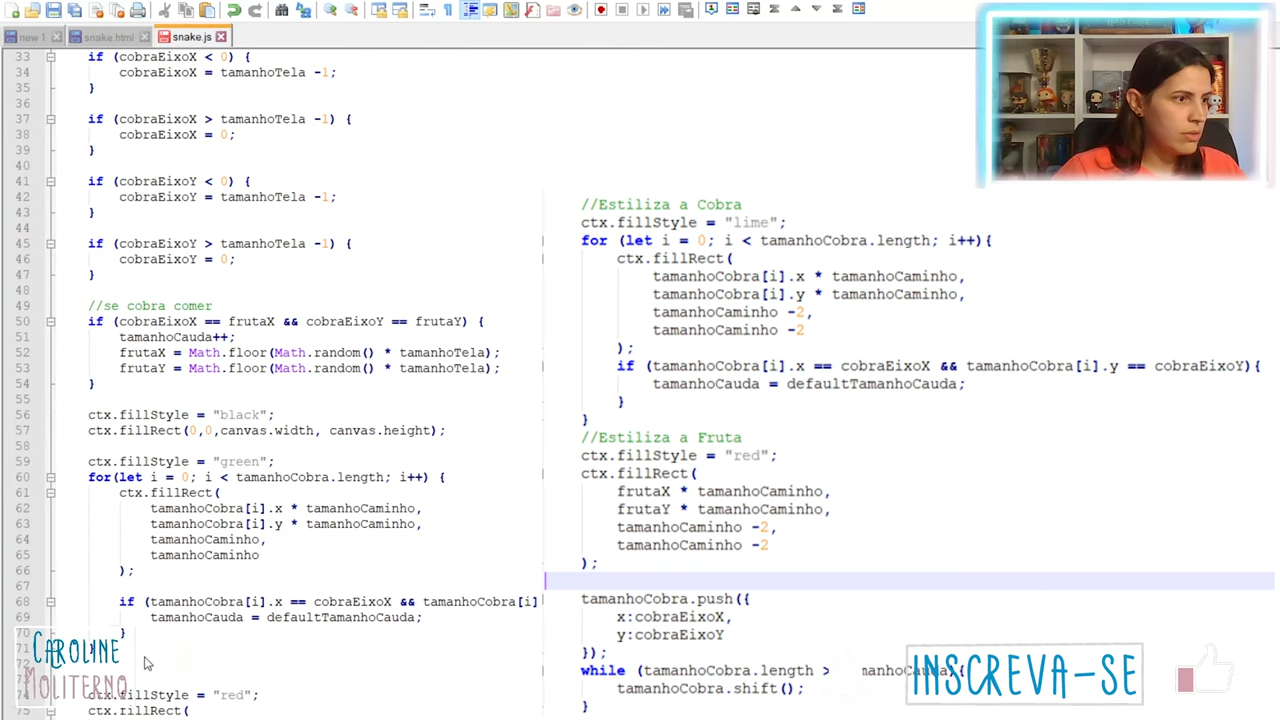 new 1
snake.html
snake.js
33 if (cobraEixoX < 0) {
34 cobraEixoX = tamanhoTela -1;
35 }
36
37 if (cobraEixoX > tamanhoTela -1) {
38 cobraEixoX = 0;
39 }
40
41 if (cobraEixoY < 0) {
42 cobraEixoY = tamanhoTela -1;
43 }
44
45 if (cobraEixoY > tamanhoTela -1) {
46 cobraEixoY = 0;
47 }
48
49 //se cobra comer
50 if (cobraEixoX == frutaX && cobraEixoY == frutaY) {
51 tamanhoCauda++;
52 frutaX = Math.floor(Math.random() * tamanhoTela);
53 frutaY = Math.floor(Math.random() * tamanhoTela);
54 }
55
56 ctx.fillStyle = "black";
57 ctx.fillRect(0,0,canvas.width, canvas.height);
58
59 ctx.fillStyle = "green";
60 for(let i = 0; i < tamanhoCobra.length; i++) {
61 ctx.fillRect(
62 tamanhoCobra[i].x * tamanhoCaminho,
63 tamanhoCobra[i].y * tamanhoCaminho,
64 tamanhoCaminho,
65 tamanhoCaminho
66 );
67
68 if (tamanhoCobra[i].x == cobraEixoX && tamanhoCobra[i]
69 tamanhoCauda = defaultTamanhoCauda;
70 }
ctx.fillStyle = "red";
75 ctx.fillRect(
//Estiliza a Cobra
ctx.fillStyle = "lime";
for (let i = 0; i < tamanhoCobra.length; i++){
ctx.fillRect(
tamanhoCobra[i].x * tamanhoCaminho,
tamanhoCobra[i].y * tamanhoCaminho,
tamanhoCaminho -2,
tamanhoCaminho -2
);
if (tamanhoCobra[i].x == cobraEixoX && tamanhoCobra[i].y == cobraEixoY){
tamanhoCauda = defaultTamanhoCauda;
}
}
//Estiliza a Fruta
ctx.fillStyle = "red";
ctx.fillRect(
frutaX * tamanhoCaminho,
frutaY * tamanhoCaminho,
tamanhoCaminho -2,
tamanhoCaminho -2
);
tamanhoCobra.push({
x:cobraEixoX,
y:cobraEixoY
});
while (tamanhoCobra.length > amanhoCauda){
tamanhoCobra.shift();
}
CAROLINE
MOLITERNO
INSCREVA-SE